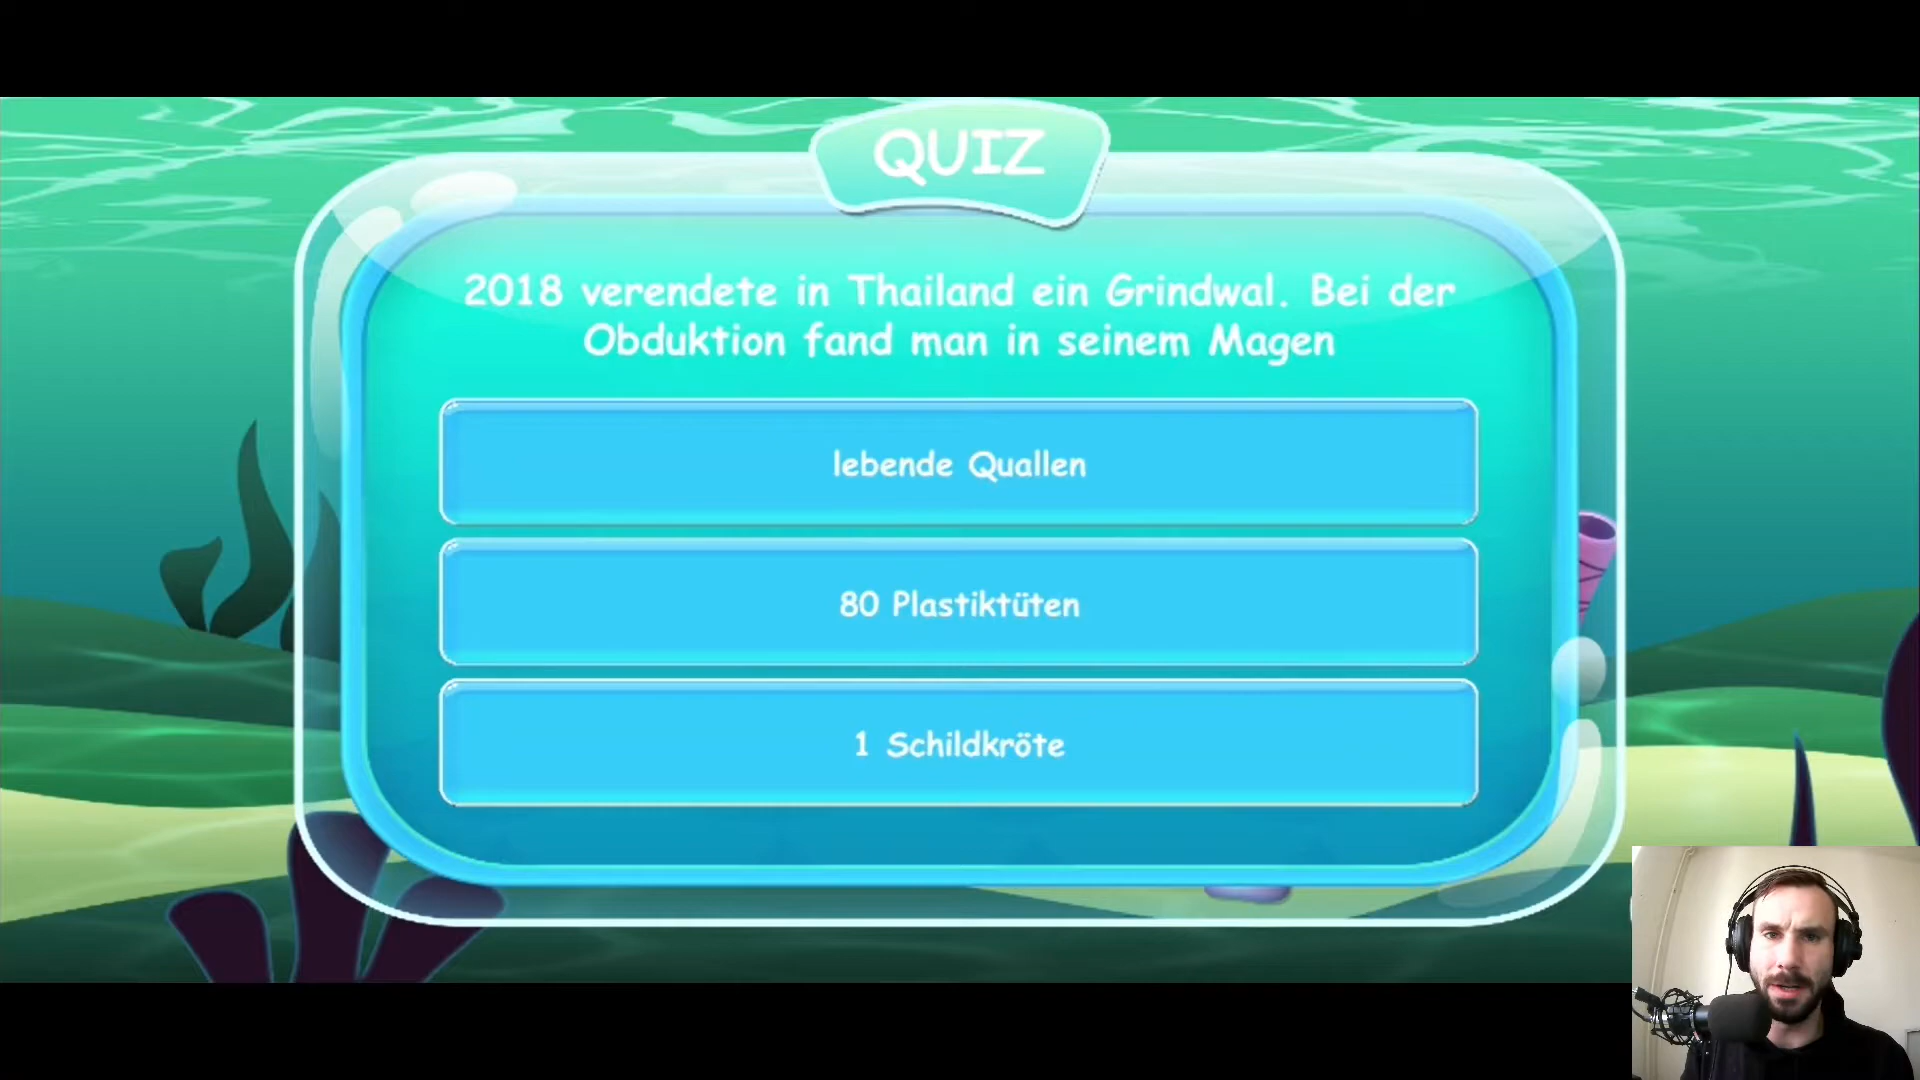 QUIZ
2018 verendete in Thailand ein Grindwal. Bei der
Obduktion fand man in seinem Magen
lebende Quallen
80 Plastiktüten
1 Schildkröte